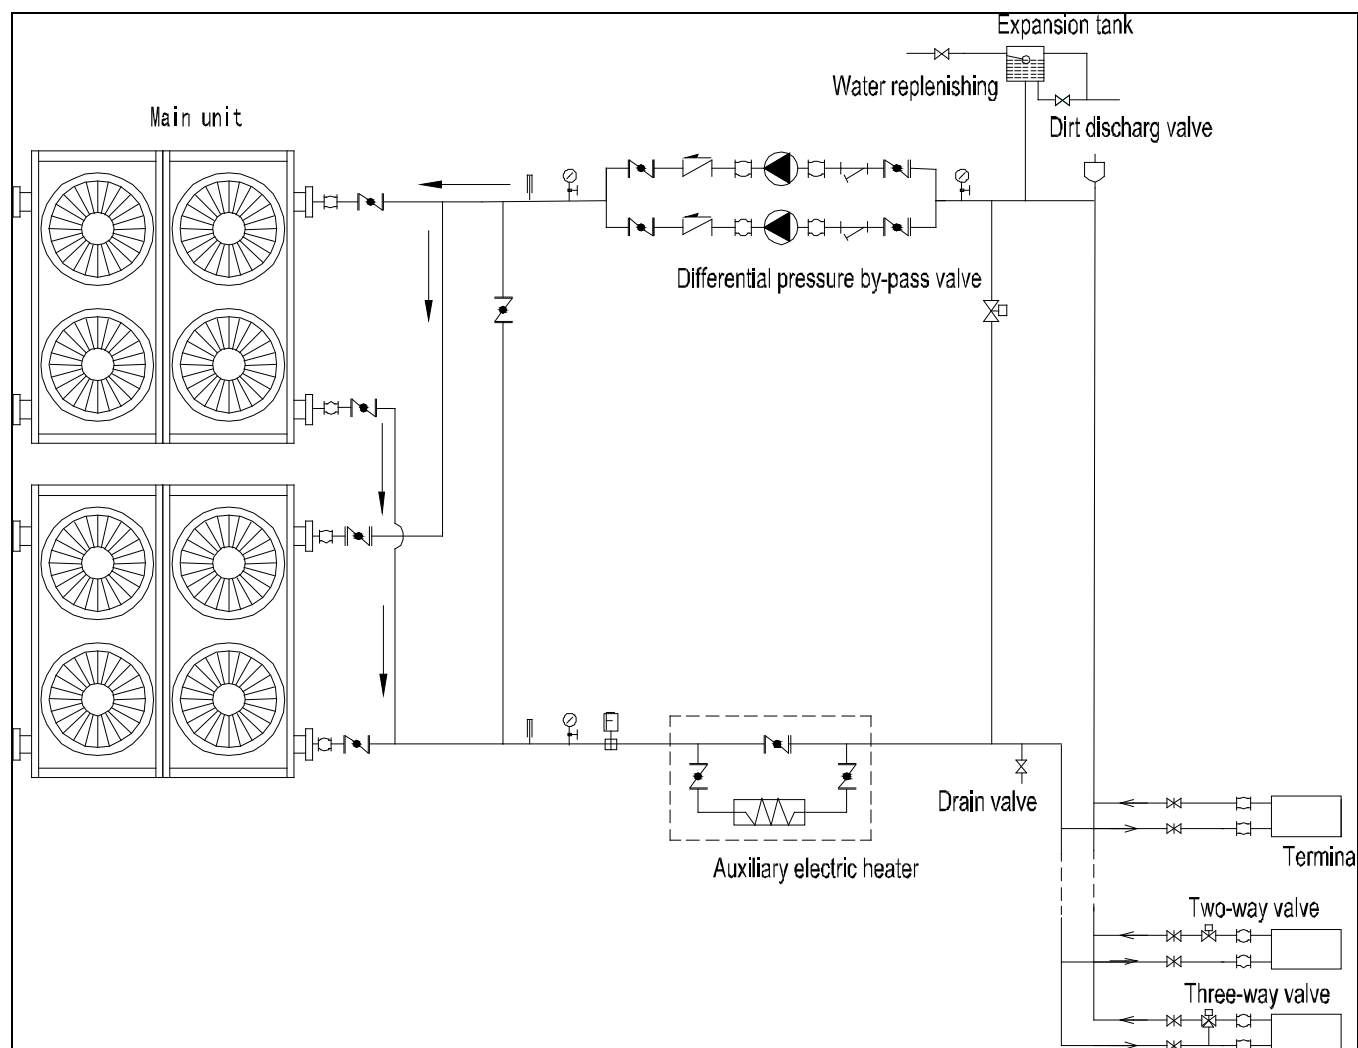 Expansion tank
Water replenishing
Main unit
Dirt discharg valve
Differential pressure by-pass valve
F
Drain valve
Auxiliary electric heater
Termina
Two-way valve
Three-way valve